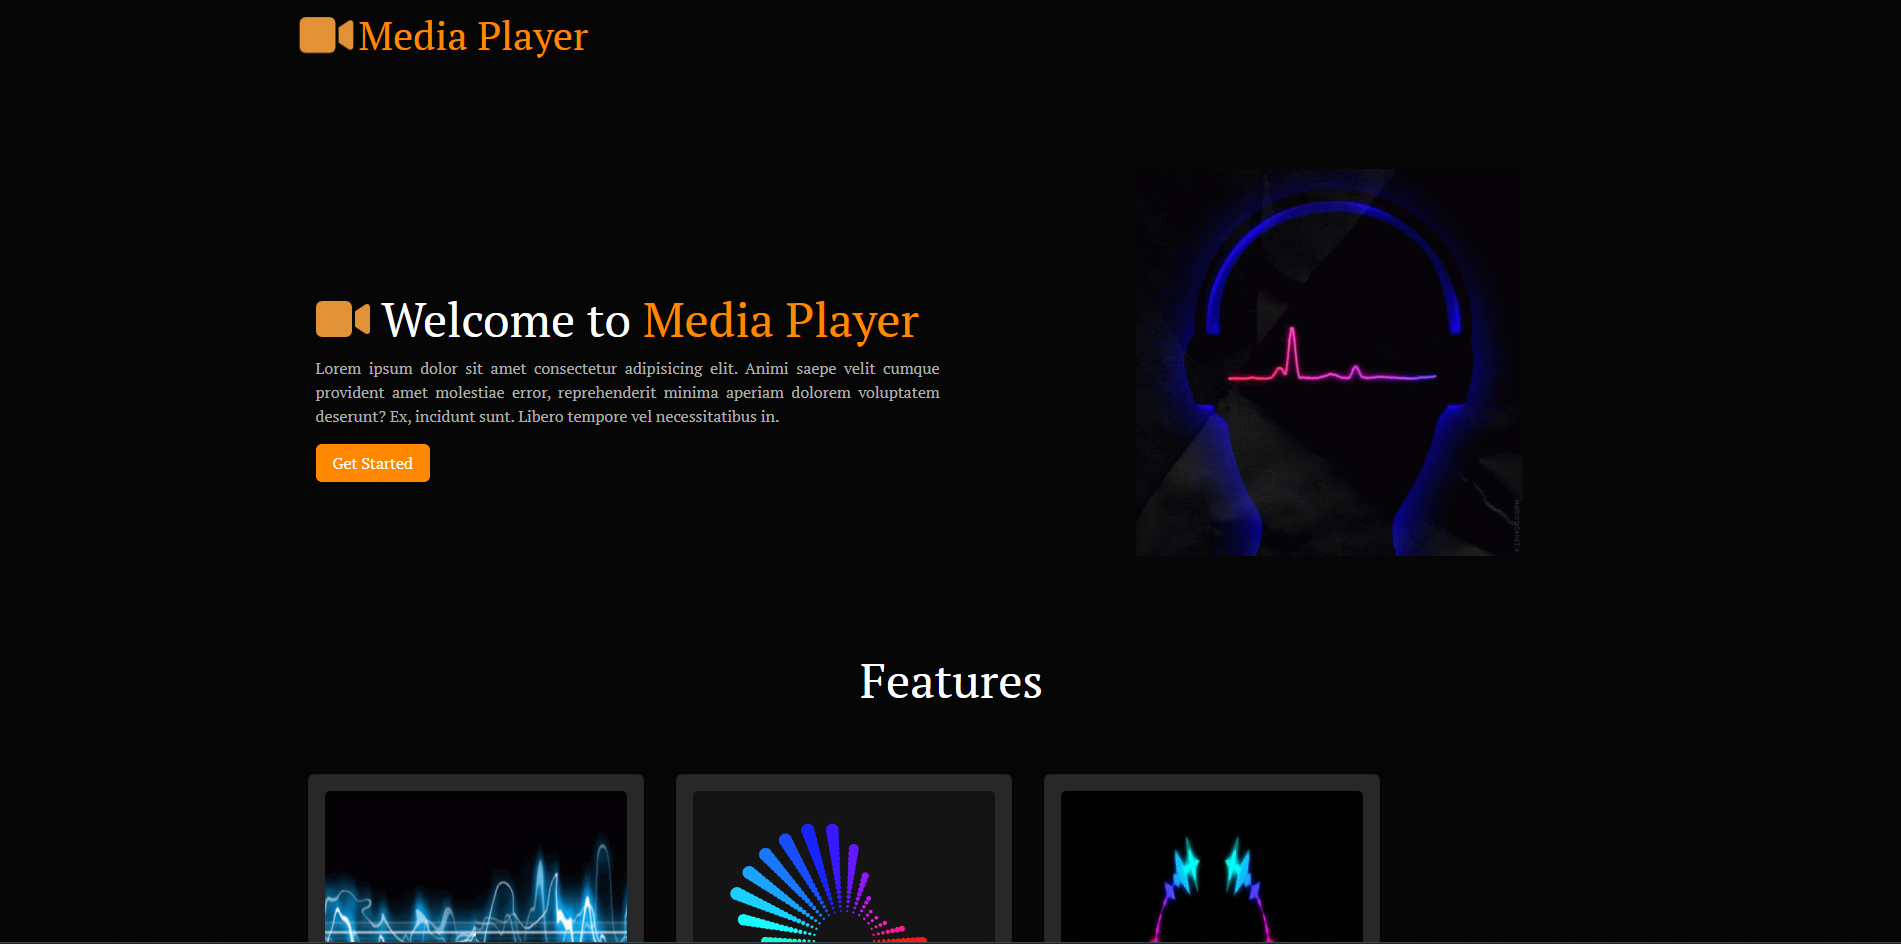 Media Player
Welcome to Media Player
Lorem ipsum dolor sit amet consectetur adipisicing elit. Animi saepe velit cumque
provident amet molestiae error, reprehenderit minima aperiam dolorem voluptatem
deserunt? Ex, incidunt sunt. Libero tempore vel necessitatibus in.
Get Started
Features